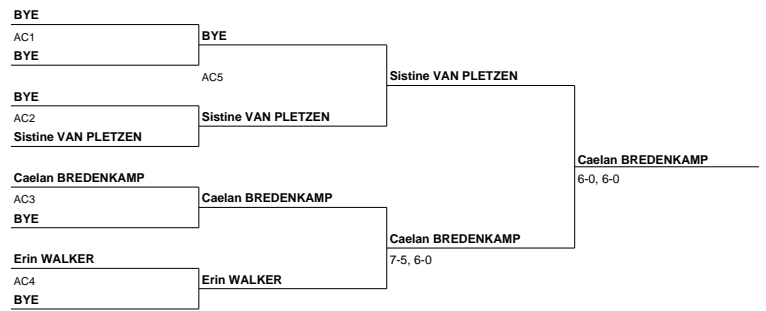 BYE
AC1
BYE
BYE
AC5
Sistine VAN PLETZEN
BYE
AC2
Sistine VAN PLETZEN
Sistine VAN PLETZEN
Caelan BREDENKAMP
6-0, 6-0
Caelan BREDENKAMP
AC3
Caelan BREDENKAMP
BYE
Caelan BREDENKAMP
7-5, 6-0
Erin WALKER
AC4
Erin WALKER
BYE